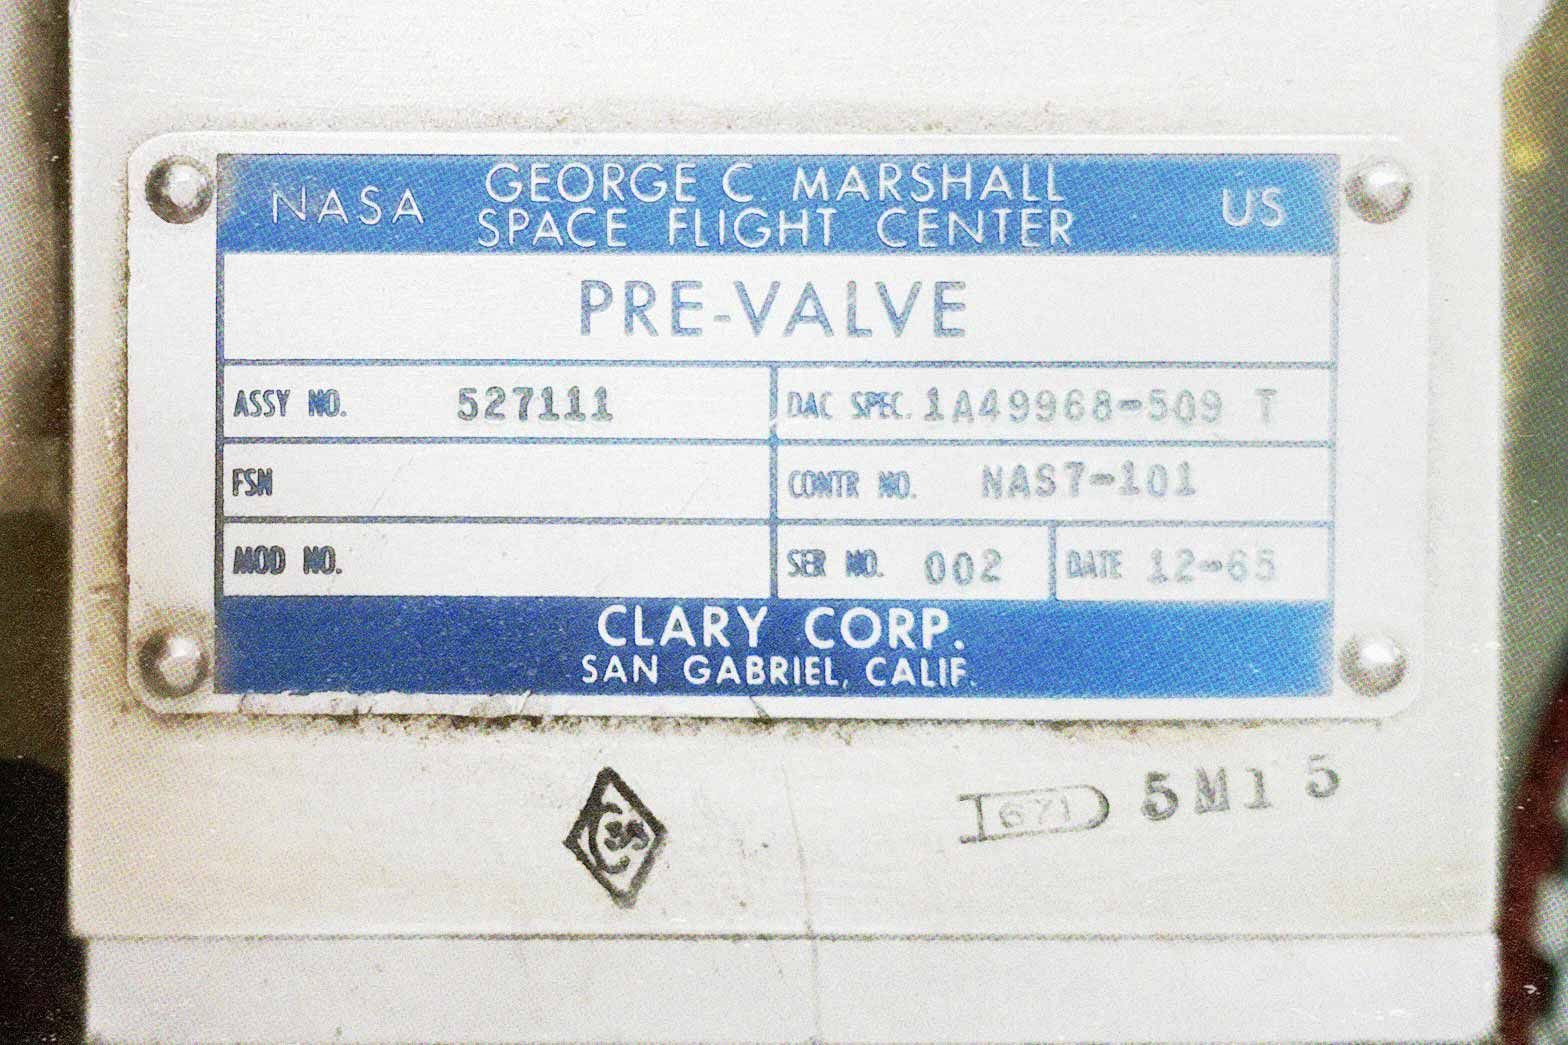 NASA GEORGE C. MARSHALL US
SPACE FLIGHT CENTER
PRE-VALVE
ASSY NO. 527111 DAC SPEC. 1A49968-509 T
FSN CONTR NO. NAS7-101
MOD NO. SER NO. 002 DATE 12-65
CLARY CORP.
SAN GABRIEL, CALIF.
671 5M15